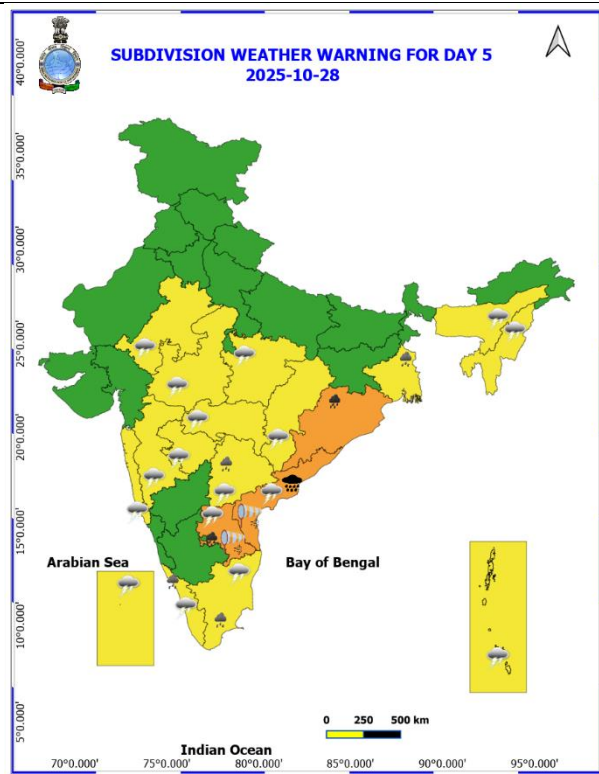 SUBDIVISION WEATHER WARNING FOR DAY 5
2025-10-28
40°0.000'
35°0.000'
30°0.000'
25°0.000'
20°0.000'
15°0.000'
10°0.000'
5°0.000'
Arabian Sea
Bay of Bengal
0 250 500 km
Indian Ocean
70°0.000' 75°0.000' 80°0.000' 85°0.000' 90°0.000' 95°0.000'